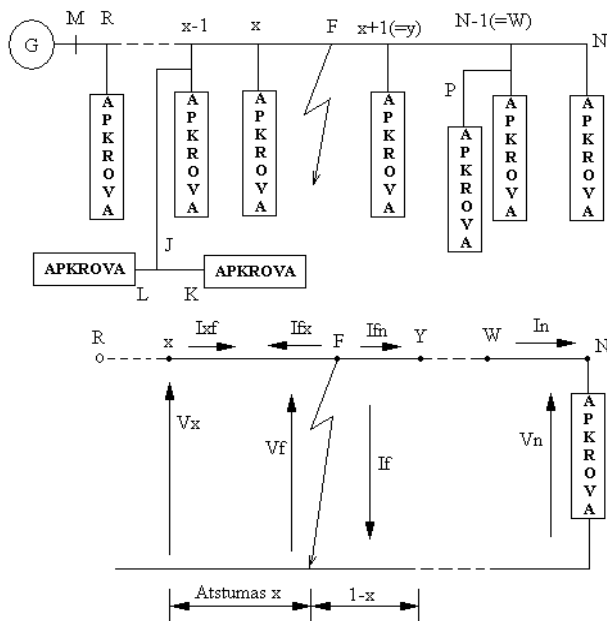 G M R x-1 x F x+1(=y) N-1(=W) N
P
APKROVA APKROVA APKROVA APKROVA APKROVA APKROVA APKROVA
J
APKROVA APKROVA
L K
R x Ixf Ifx F Ifn Y W In N
Vx Vf If Vn APKROVA
Atstumas x 1-x